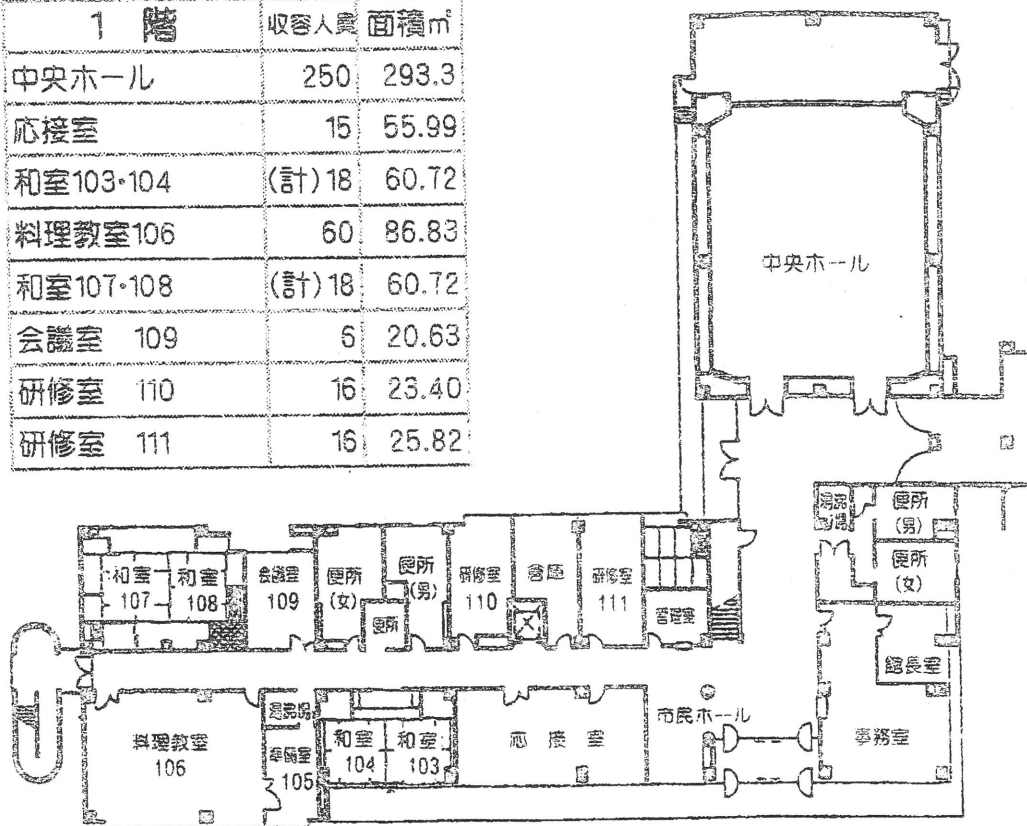 1 階 収容人員 面積㎡
中央ホール 250 293.3
応接室 15 55.99
和室103・104 (計)18 60.72
料理教室106 60 86.83
和室107・108 (計)18 60.72
会議室 109 6 20.63
研修室 110 16 23.40
研修室 111 16 25.82
中央ホール
湯沸場
便所
(男)
便所
(女)
和室
107
和室
108
会議室
109
便所
(女)
便所
(男)
便所
研修室
110
倉庫
研修室
111
管理室
館長室
事務室
市民ホール
料理教室
106
湯沸場
準備室
105
和室
104
和室
103
応接室